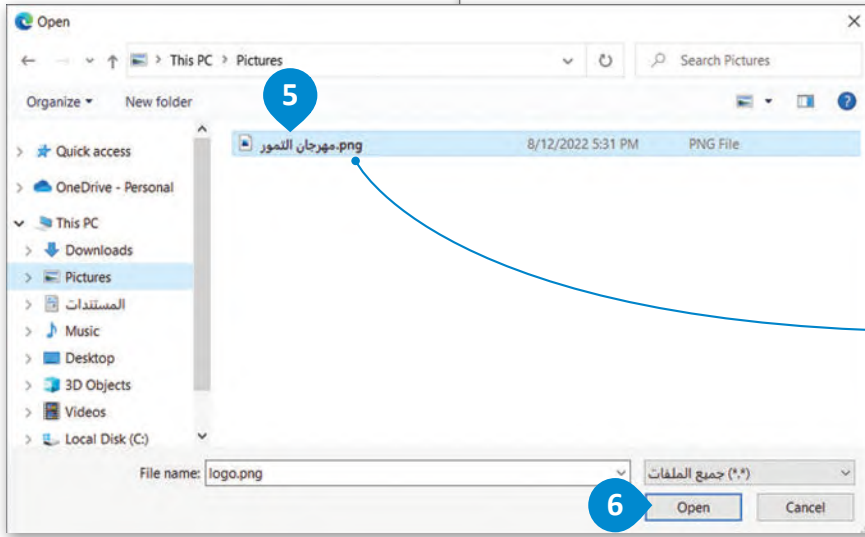 Open
This PC > Pictures
Search Pictures
Organize
New folder
5
مهرجان التمور.png
8/12/2022 5:31 PM
PNG File
Quick access
OneDrive - Personal
This PC
Downloads
Pictures
المستندات
Music
Desktop
3D Objects
Videos
Local Disk (C:)
File name: logo.png
جميع الملفات (*.*)
6
Open
Cancel